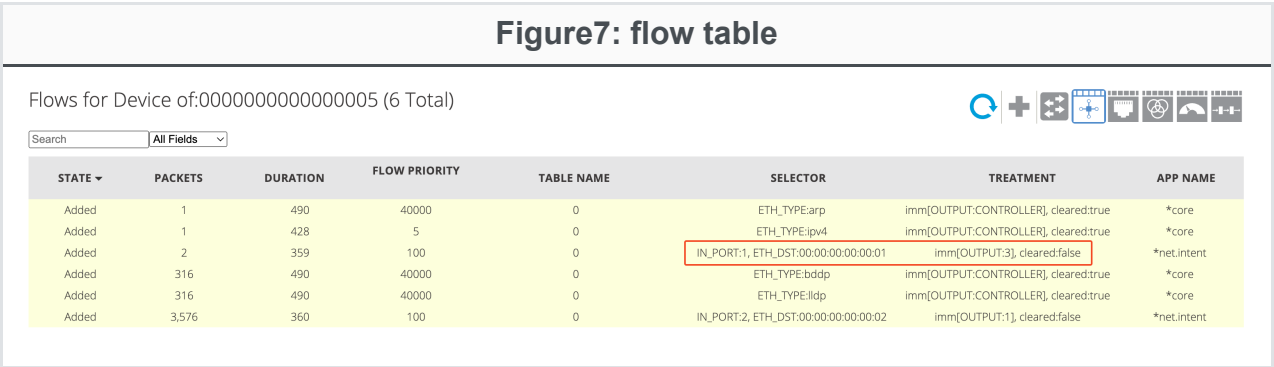 Figure7: flow table
Flows for Device of:0000000000000005 (6 Total)
Search All Fields
STATE PACKETS DURATION FLOW PRIORITY TABLE NAME SELECTOR TREATMENT APP NAME
Added 1 490 40000 0 ETH_TYPE:arp imm[OUTPUT:CONTROLLER], cleared:true *core
Added 1 428 5 0 ETH_TYPE:ipv4 imm[OUTPUT:CONTROLLER], cleared:true *core
Added 2 359 100 0 IN_PORT:1, ETH_DST:00:00:00:00:00:01 imm[OUTPUT:3], cleared:false *net.intent
Added 316 490 40000 0 ETH_TYPE:bddp imm[OUTPUT:CONTROLLER], cleared:true *core
Added 316 490 40000 0 ETH_TYPE:lldp imm[OUTPUT:CONTROLLER], cleared:true *core
Added 3,576 360 100 0 IN_PORT:2, ETH_DST:00:00:00:00:00:02 imm[OUTPUT:1], cleared:false *net.intent